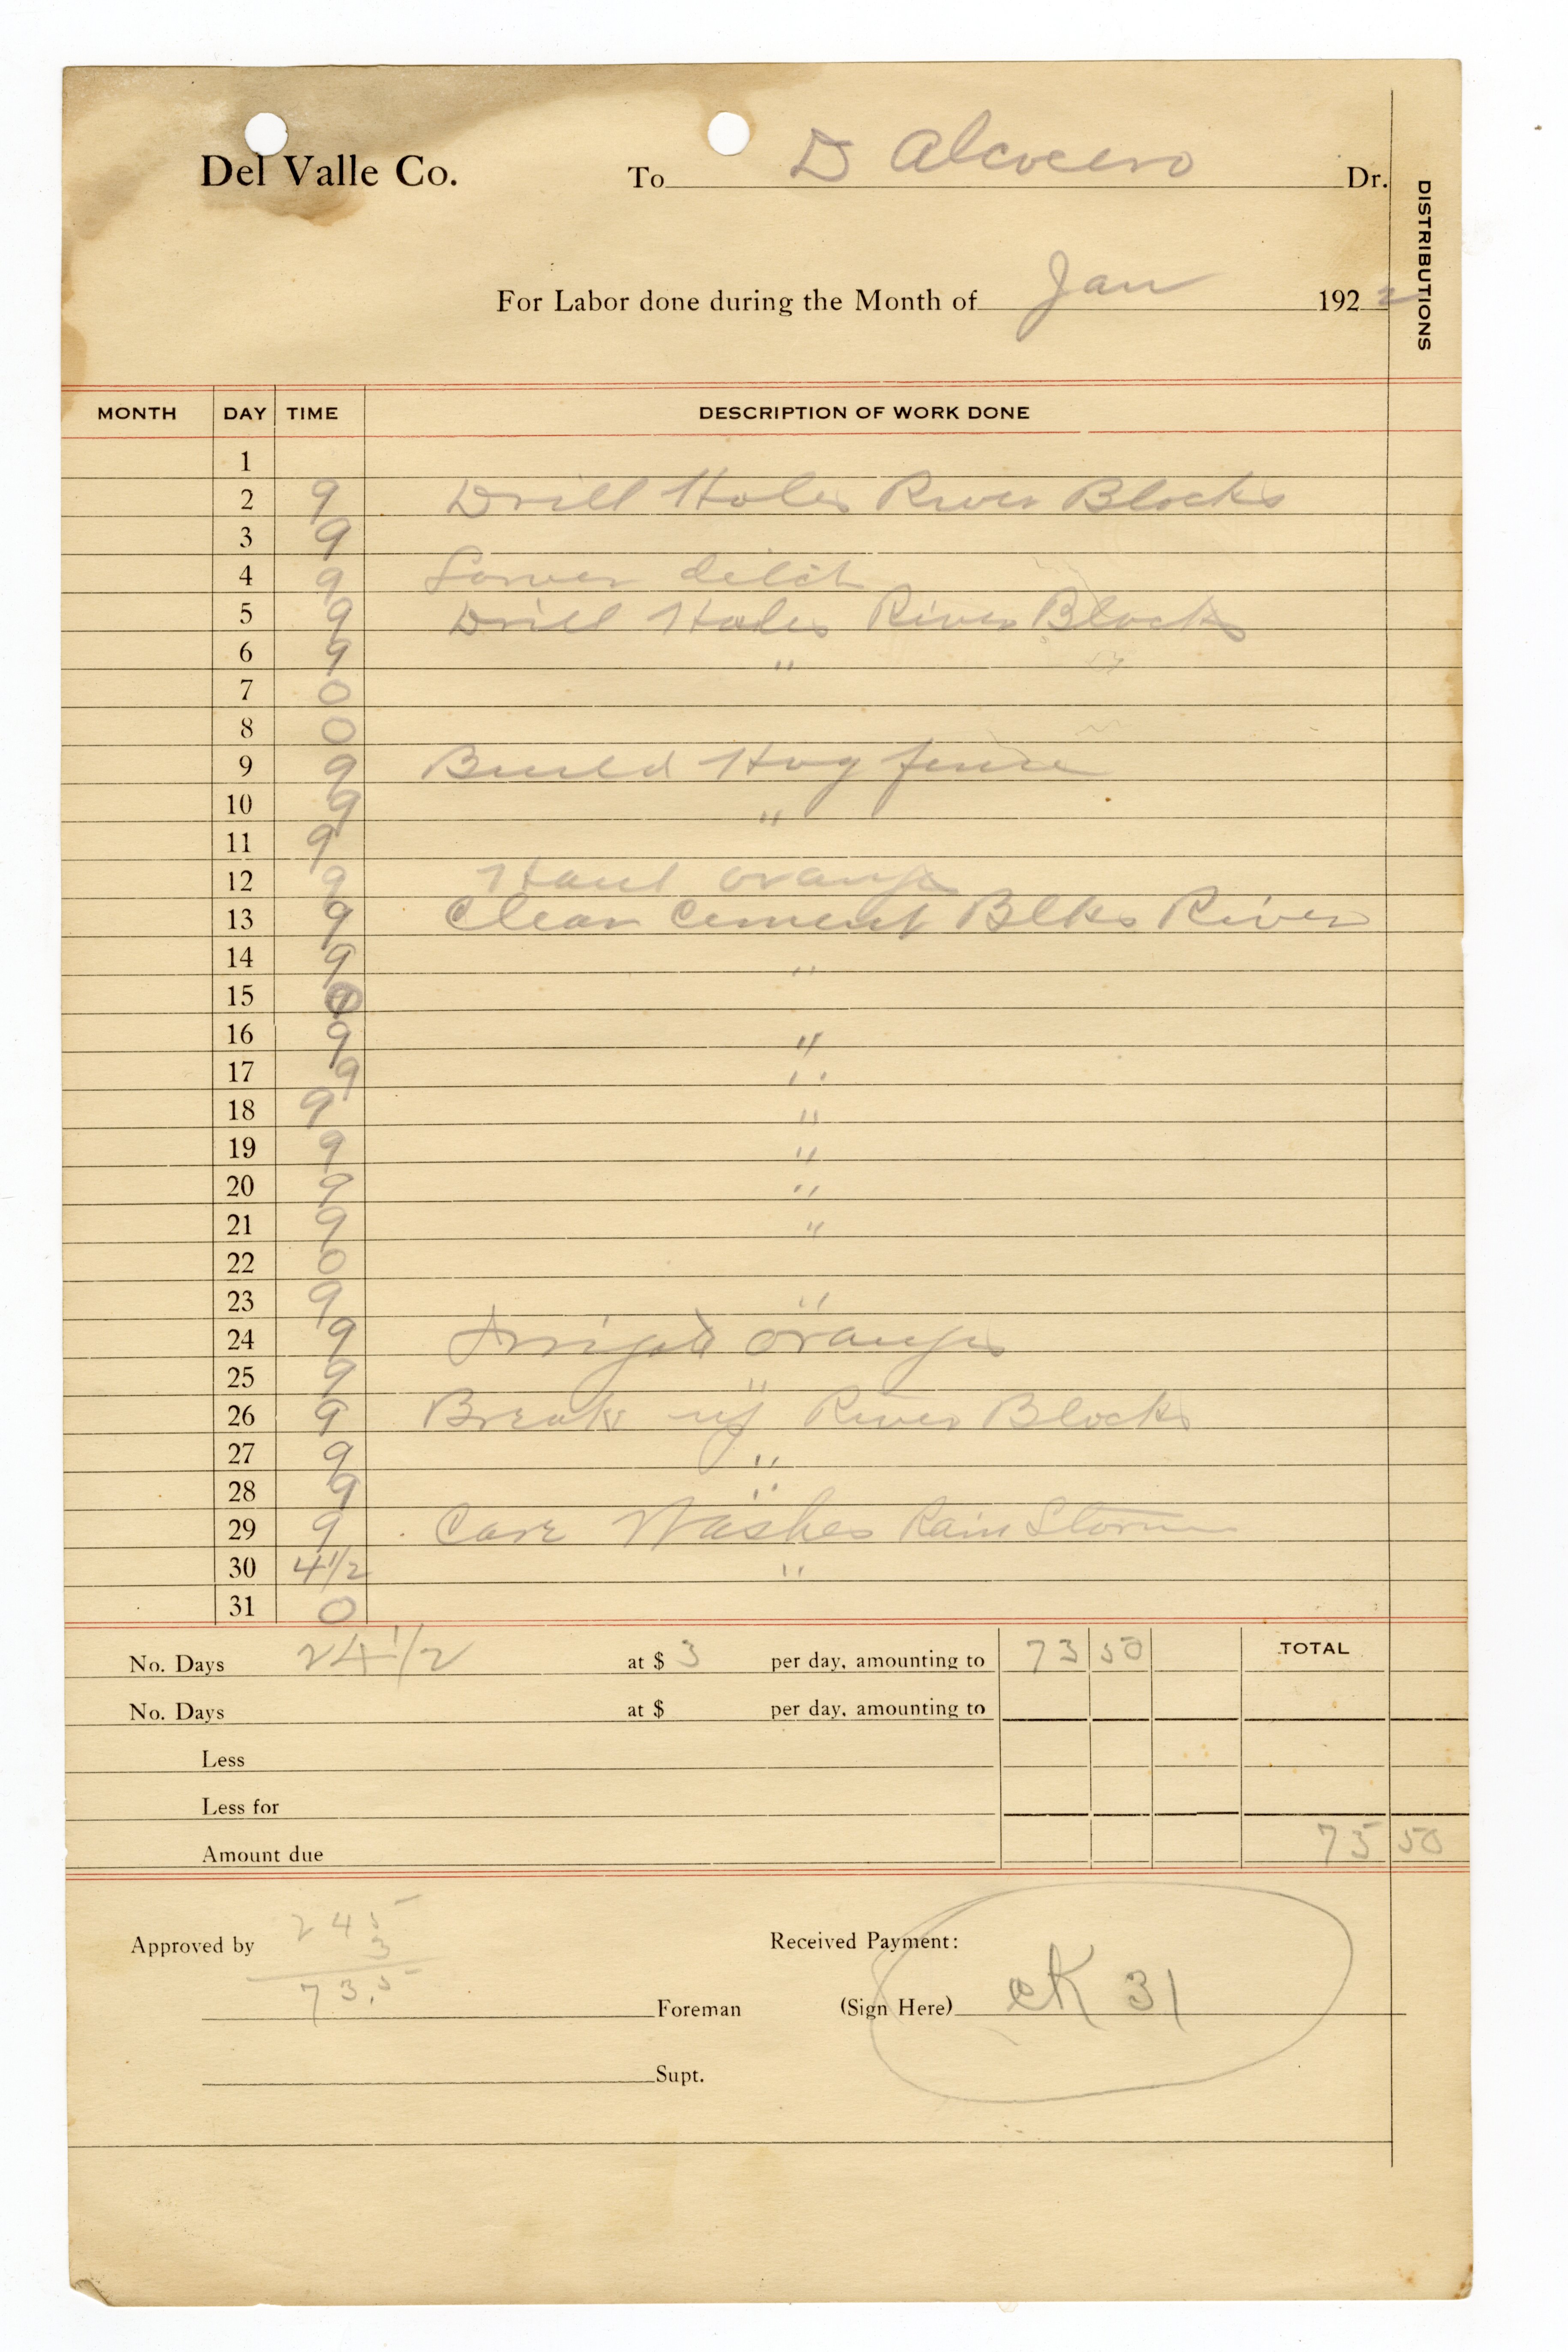 Del Valle Co. To D Alcocero Dr.
DISTRIBUTIONS
For Labor done during the Month of Jan 1922
MONTH DAY TIME DESCRIPTION OF WORK DONE
1
2 9 Drill Holes River Blocks
3 9
4 9 Lower ditch
5 9 Drill Holes River Blocks
6 9 "
7 0
8 0
9 9 Build Hog fence
10 9 "
11 9
12 9 Haul oranges
13 9 Clean Cement Blks River
14 9 "
15 0
16 9 "
17 9 "
18 9 "
19 9 "
20 9 "
21 9 "
22 0
23 9 "
24 9 Irrigate oranges
25 9 "
26 9 Break up River Blocks
27 9 "
28 9 "
29 9 Care Washes Rain Storm
30 4 1/2 "
31 0
No. Days 24 1/2 at $ 3 per day, amounting to 73 50 TOTAL
No. Days at $ per day, amounting to
Less
Less for
Amount due 73 50
245
3
Approved by Received Payment:
73.5
Foreman (Sign Here) CK 31
Supt.